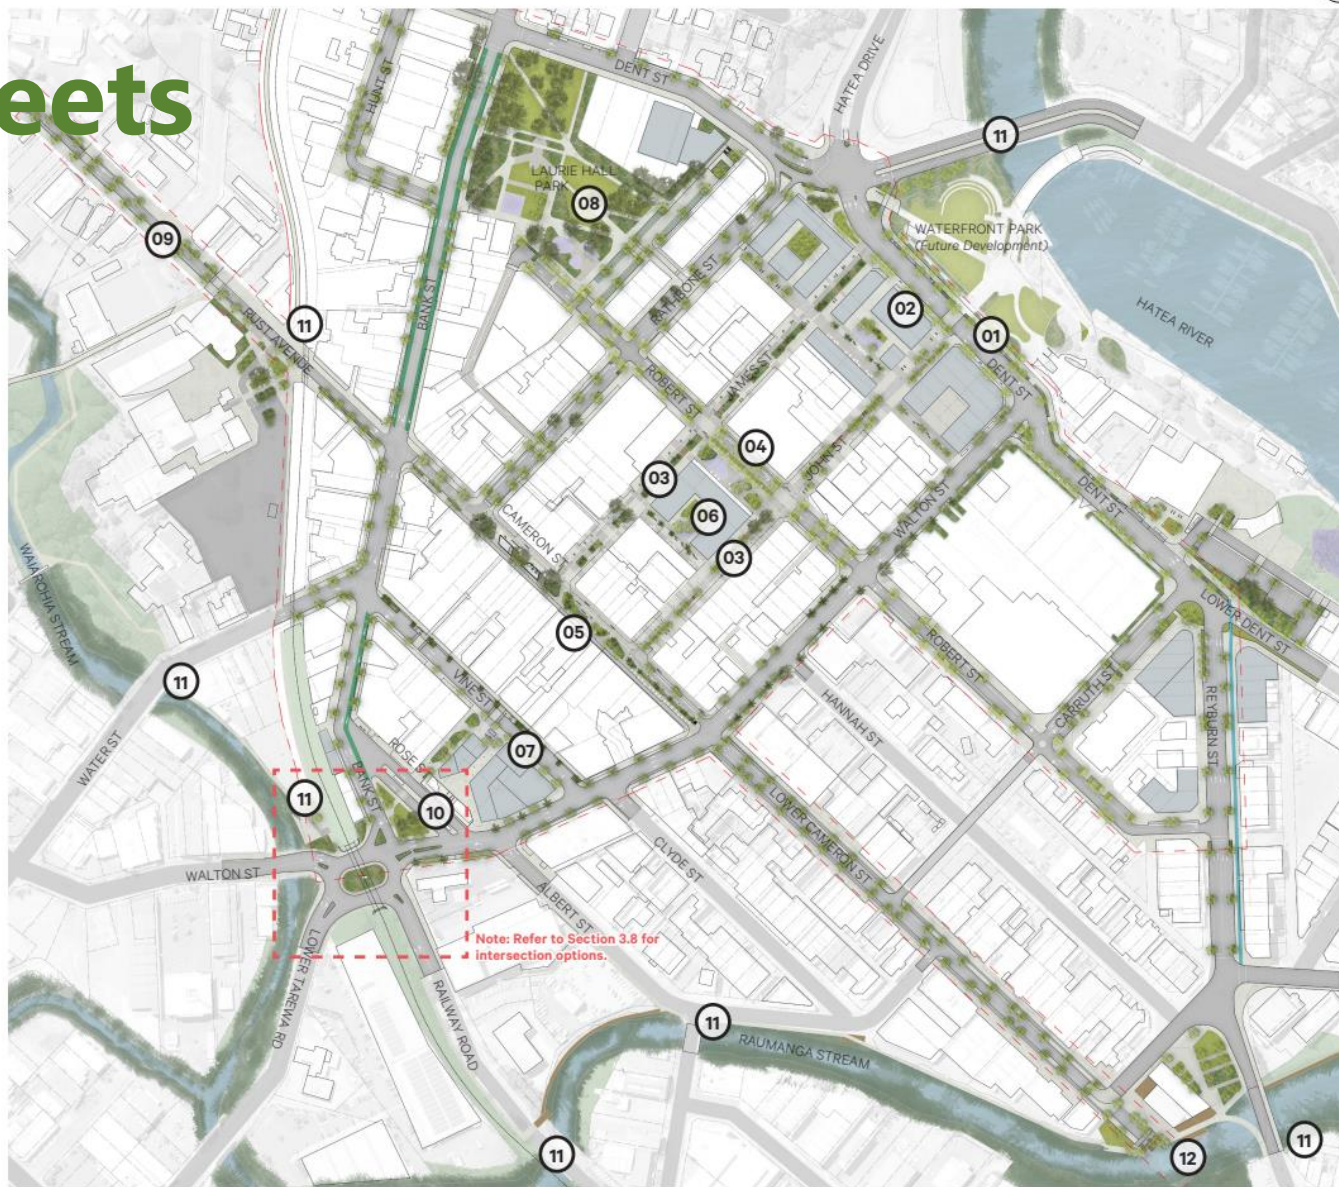 eets
DENT ST
HATEA DRIVE
HUNT ST
11
LAURIE HALL
PARK
08
WATERFRONT PARK
(Future Development)
09
BANK ST
RATHBONE ST
HATEA RIVER
11
RUST AVENUE
02
01
DENT ST
ROBERT ST
JAMES ST
04
JOHN ST
03
06
WALTON ST
DENT ST
CAMERON ST
03
WAIAROHIA STREAM
LOWER DENT ST
05
ROBERT ST
11
VINE ST
HANNAH ST
CARRUTH ST
REYBURN ST
WATER ST
ROSE ST
07
BANK ST
11
10
LOWER CAMERON ST
CLYDE ST
WALTON ST
ALBERT ST
Note: Refer to Section 3.8 for
intersection options.
LOWER TAREWA RD
RAILWAY ROAD
11
RAUMANGA STREAM
11
12
11